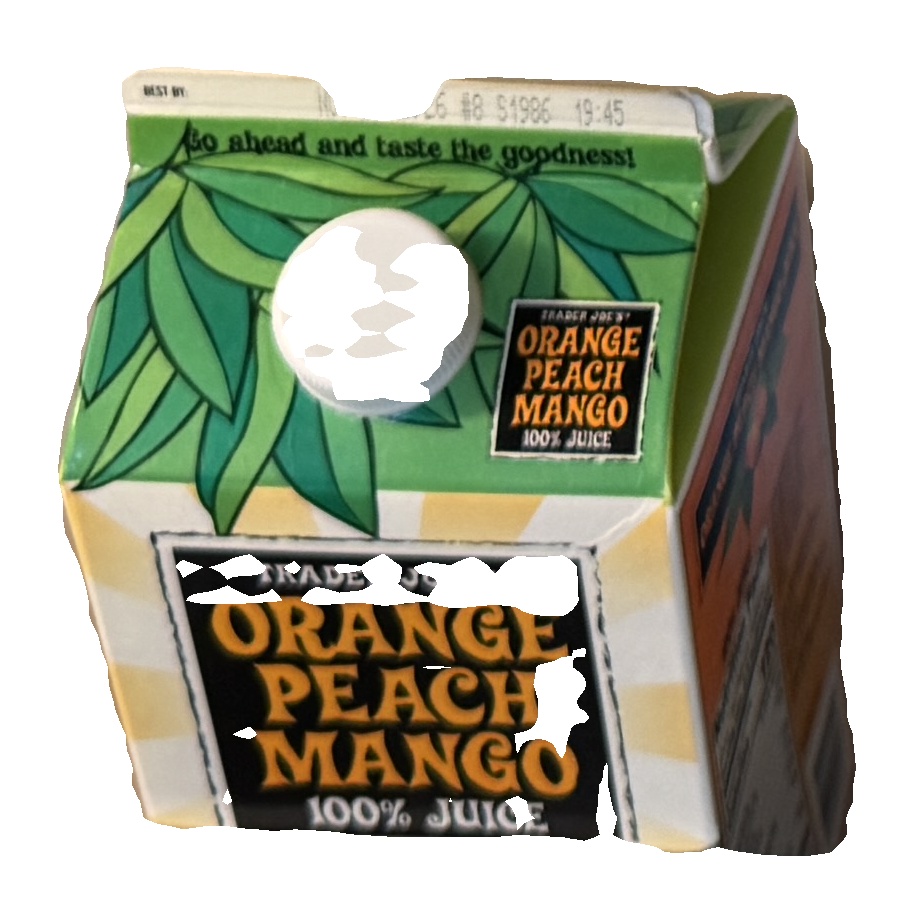 BEST BY:
#8 S1986 19:45
Go ahead and taste the goodness!
TRADER JOE'S®
ORANGE
PEACH
MANGO
100% JUICE
ORANGE
PEACH
MANGO
100% JUICE